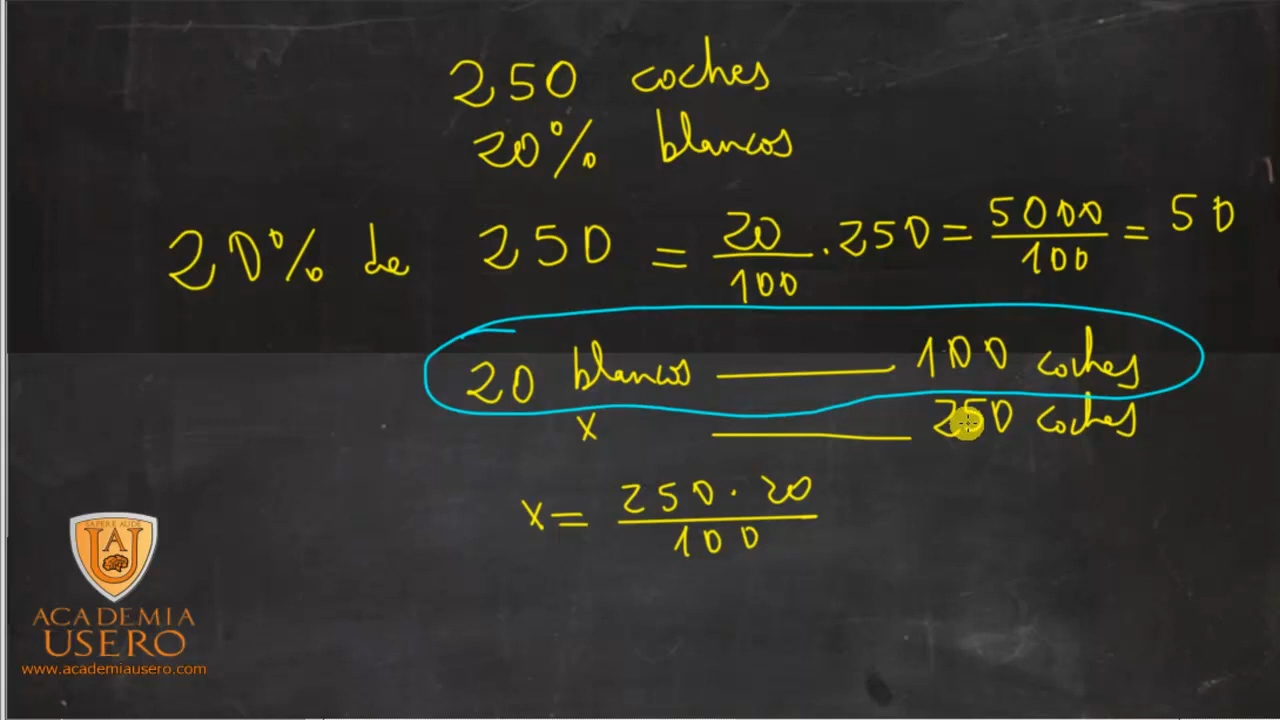 250 coches
20% blancos
20% de 250 = 20/100 · 250 = 5000/100 = 50
20 blancos —— 100 coches
x —— 250 coches
x = 250 · 20 / 100
SAPERE AUDE
UA
ACADEMIA
USERO
www.academiausero.com